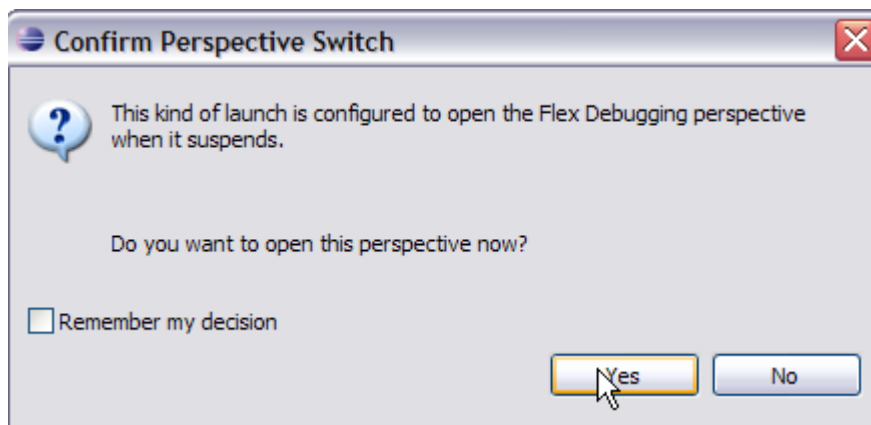 Confirm Perspective Switch
This kind of launch is configured to open the Flex Debugging perspective
when it suspends.
Do you want to open this perspective now?
Remember my decision
Yes
No